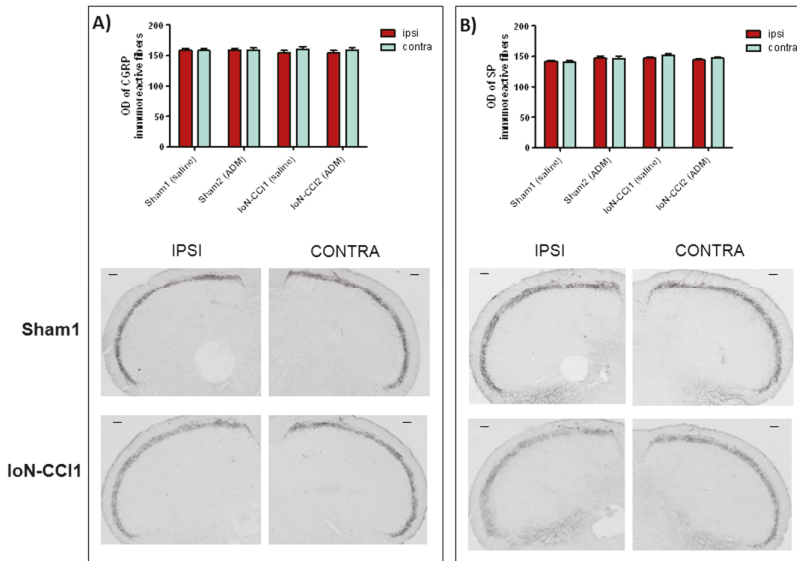 A)
ipsi
contra
OD of CGRP
immunoreactive fibers
200
150
100
50
0
Sham1 (saline)
Sham2 (ADM)
IoN-CCI1 (saline)
IoN-CCI2 (ADM)
B)
ipsi
contra
OD of SP
immunoreactive fibers
200
150
100
50
0
Sham1 (saline)
Sham2 (ADM)
IoN-CCI1 (saline)
IoN-CCI2 (ADM)
IPSI
CONTRA
IPSI
CONTRA
Sham1
IoN-CCI1